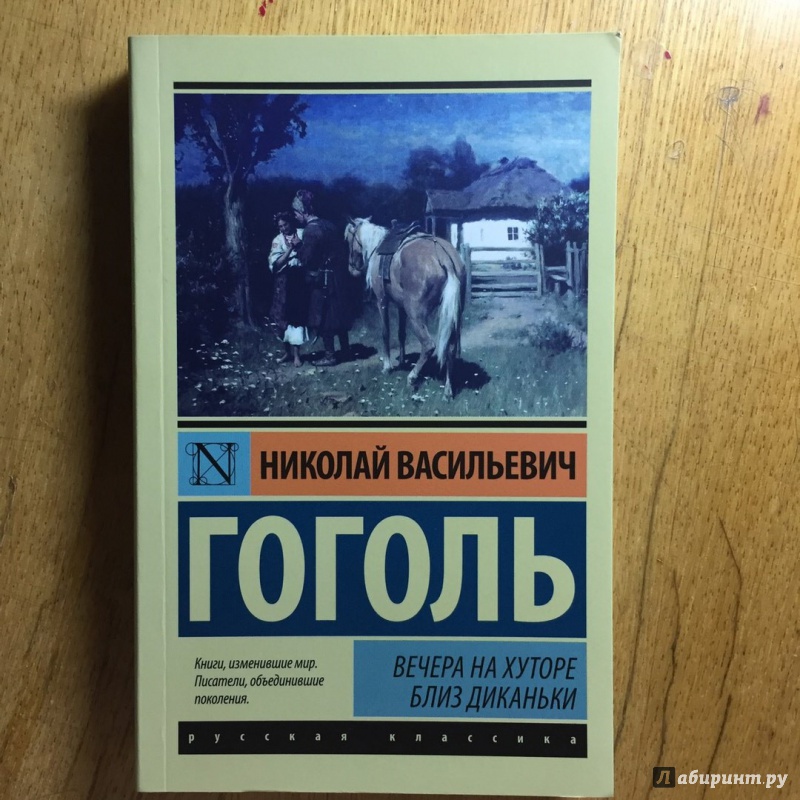 N
НИКОЛАЙ ВАСИЛЬЕВИЧ
ГОГОЛЬ
Книги, изменившие мир.
Писатели, объединившие
поколения.
ВЕЧЕРА НА ХУТОРЕ
БЛИЗ ДИКАНЬКИ
русская классика
Лабиринт.ру